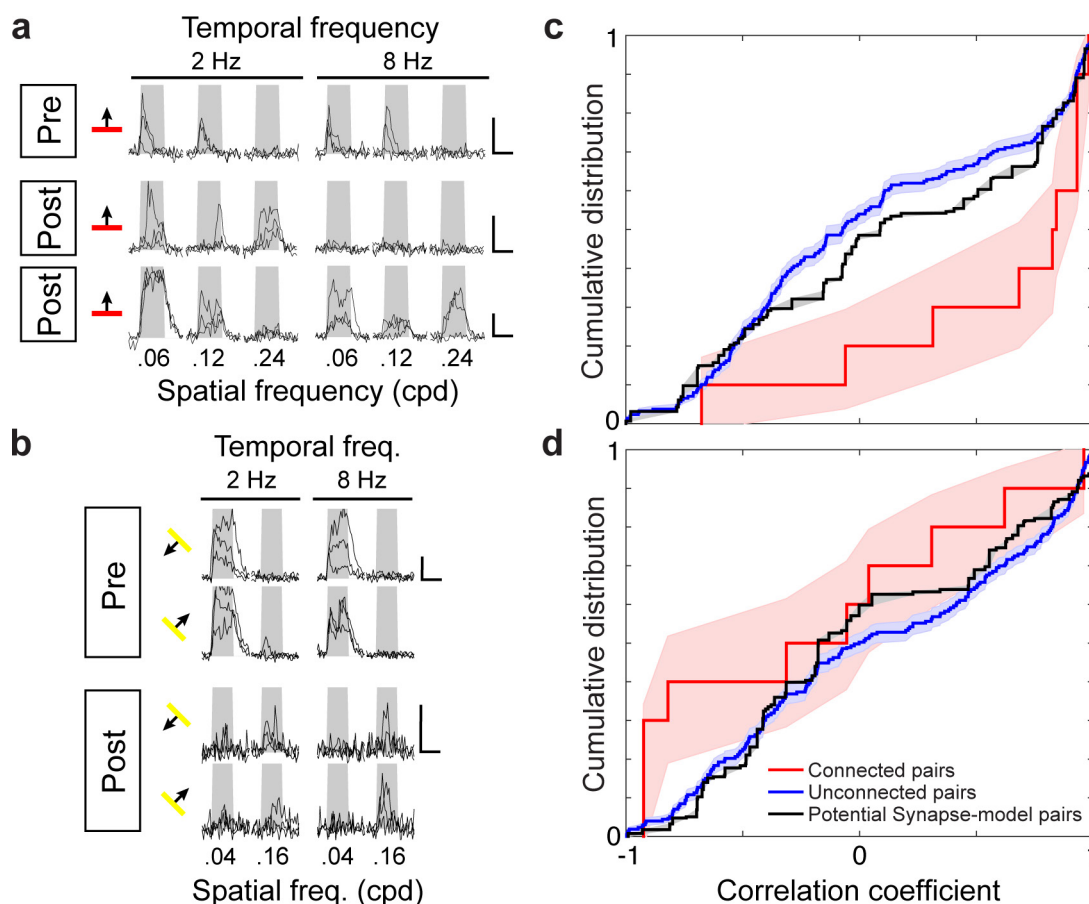 a
Temporal frequency
2 Hz 8 Hz
Pre
Post
Post
.06 .12 .24 .06 .12 .24
Spatial frequency (cpd)
b
Temporal freq.
2 Hz 8 Hz
Pre
Post
.04 .16 .04 .16
Spatial freq. (cpd)
c
1
Cumulative distribution
0
d
1
Cumulative distribution
Connected pairs
Unconnected pairs
Potential Synapse-model pairs
0
-1 0 1
Correlation coefficient